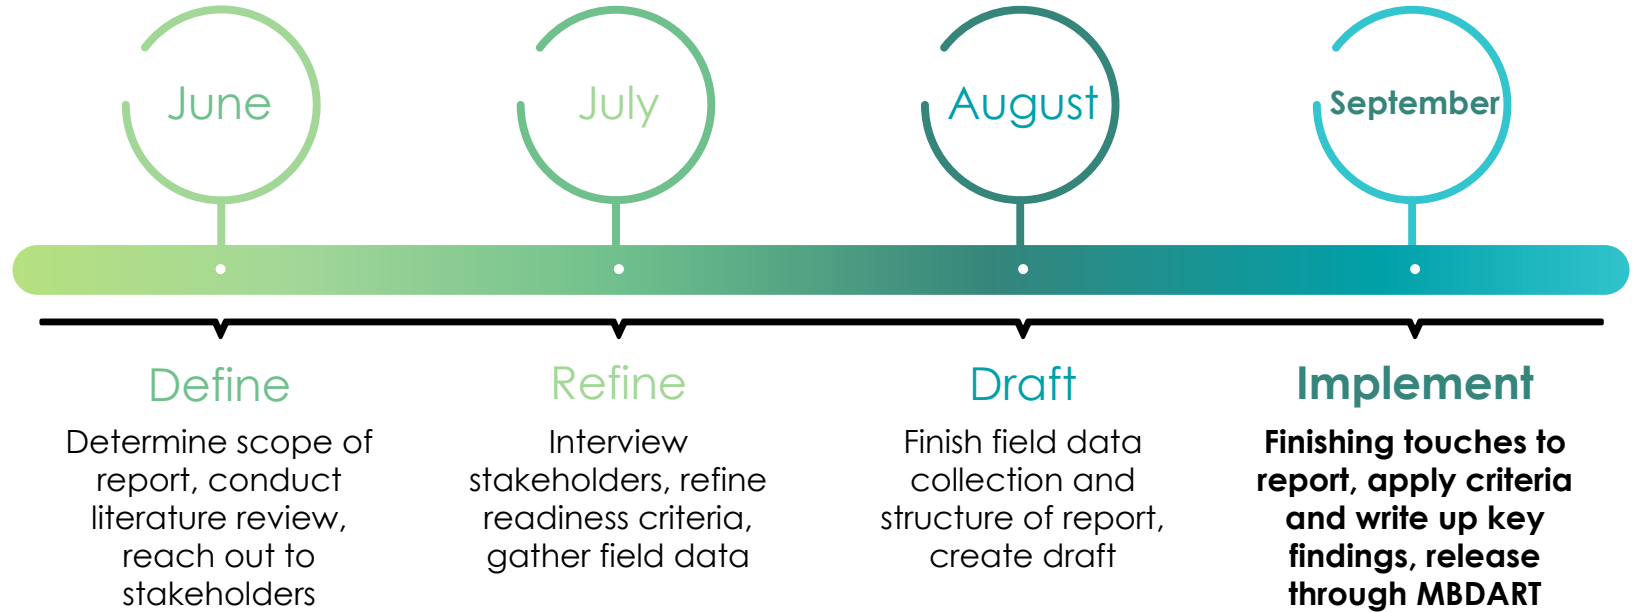 June
July
August
September
Define
Determine scope of
report, conduct
literature review,
reach out to
stakeholders
Refine
Interview
stakeholders, refine
readiness criteria,
gather field data
Draft
Finish field data
collection and
structure of report,
create draft
Implement
Finishing touches to
report, apply criteria
and write up key
findings, release
through MBDART